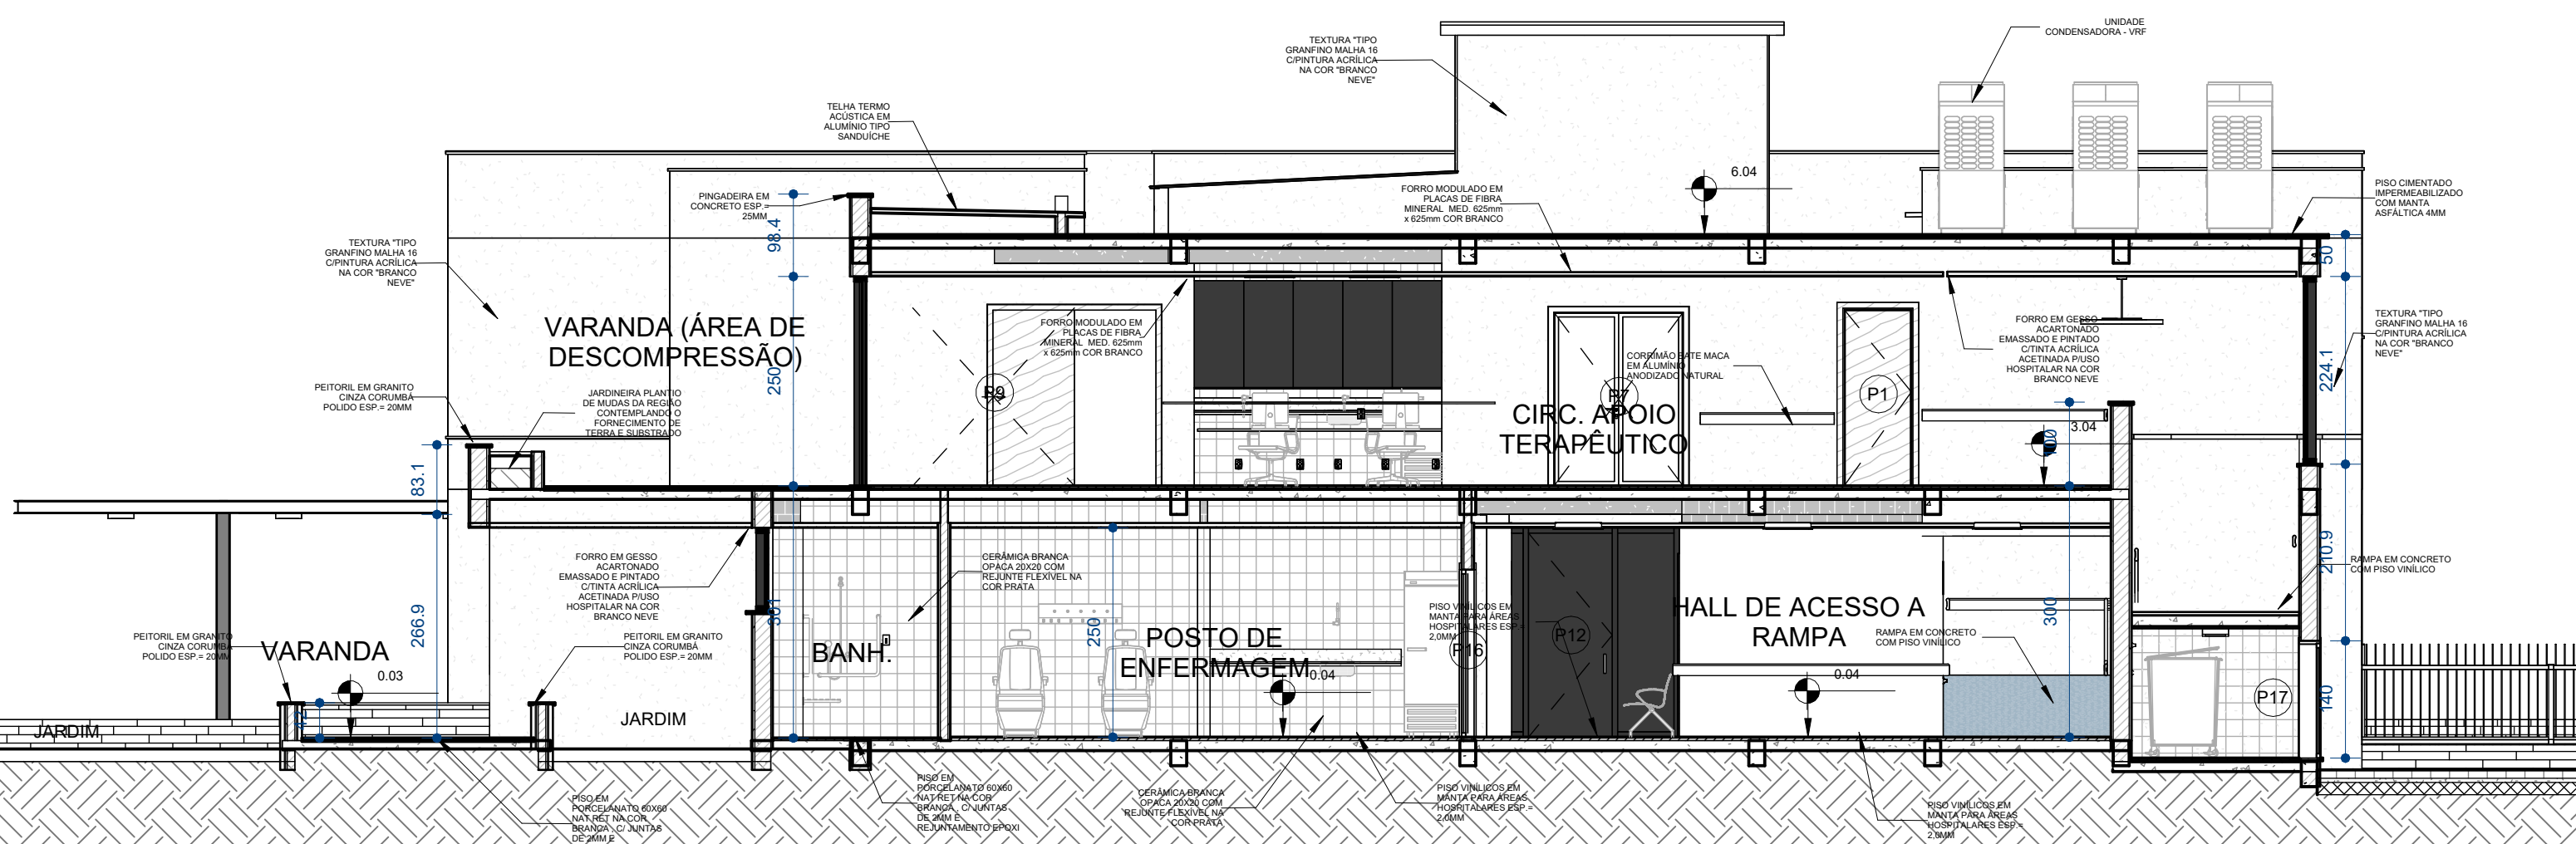 UNIDADE
CONDENSADORA - VRF
TEXTURA "TIPO
GRANFINO MALHA 16
C/PINTURA ACRÍLICA
NA COR "BRANCO
NEVE"
TELHA TERMO
ACÚSTICA EM
ALUMÍNIO TIPO
SANDUÍCHE
6.04
FORRO MODULADO EM
PLACAS DE FIBRA
MINERAL MED. 625mm
x 625mm COR BRANCO
PISO CIMENTADO
IMPERMEABILIZADO
COM MANTA
ASFÁLTICA 4MM
PINGADEIRA EM
CONCRETO ESP.=
25MM
98.4
TEXTURA "TIPO
GRANFINO MALHA 16
C/PINTURA ACRÍLICA
NA COR "BRANCO
NEVE"
50
VARANDA (ÁREA DE
DESCOMPRESSÃO)
FORRO MODULADO EM
PLACAS DE FIBRA
MINERAL MED. 625mm
x 625mm COR BRANCO
FORRO EM GESSO
ACARTONADO
EMASSADO E PINTADO
C/TINTA ACRÍLICA
ACETINADA P/USO
HOSPITALAR NA COR
BRANCO NEVE
TEXTURA "TIPO
GRANFINO MALHA 16
C/PINTURA ACRÍLICA
NA COR "BRANCO
NEVE"
CORRIMÃO BATE MACA
EM ALUMÍNIO
ANODIZADO NATURAL
250
224.1
P1
PEITORIL EM GRANITO
CINZA CORUMBÁ
POLIDO ESP.= 20MM
JARDINEIRA PLANTIO
DE MUDAS DA REGIÃO
CONTEMPLANDO O
FORNECIMENTO DE
TERRA E SUBSTRADO
CIRC. APOIO
TERAPÊUTICO
3.04
100
83.1
FORRO EM GESSO
ACARTONADO
EMASSADO E PINTADO
C/TINTA ACRÍLICA
ACETINADA P/USO
HOSPITALAR NA COR
BRANCO NEVE
CERÂMICA BRANCA
OPACA 20X20 COM
REJUNTE FLEXÍVEL NA
COR PRATA
210.9
RAMPA EM CONCRETO
COM PISO VINÍLICO
266.9
301
250
300
PISO VINÍLICOS EM
MANTA PARA ÁREAS
HOSPITALARES ESP.=
2,0MM
P12
P16
HALL DE ACESSO A
RAMPA
RAMPA EM CONCRETO
COM PISO VINÍLICO
PEITORIL EM GRANITO
CINZA CORUMBÁ
POLIDO ESP.= 20MM
VARANDA
PEITORIL EM GRANITO
CINZA CORUMBÁ
POLIDO ESP.= 20MM
BANH.
POSTO DE
ENFERMAGEM
0.03
0.04
0.04
P17
140
42
JARDIM
JARDIM
PISO EM
PORCELANATO 60X60
NAT RET NA COR
BRANCA , C/ JUNTAS
DE 2MM E
PISO EM
PORCELANATO 60X60
NAT RET NA COR
BRANCA , C/ JUNTAS
DE 2MM E
REJUNTAMENTO EPOXI
CERÂMICA BRANCA
OPACA 20X20 COM
REJUNTE FLEXÍVEL NA
COR PRATA
PISO VINÍLICOS EM
MANTA PARA ÁREAS
HOSPITALARES ESP.=
2,0MM
PISO VINÍLICOS EM
MANTA PARA ÁREAS
HOSPITALARES ESP.=
2,0MM